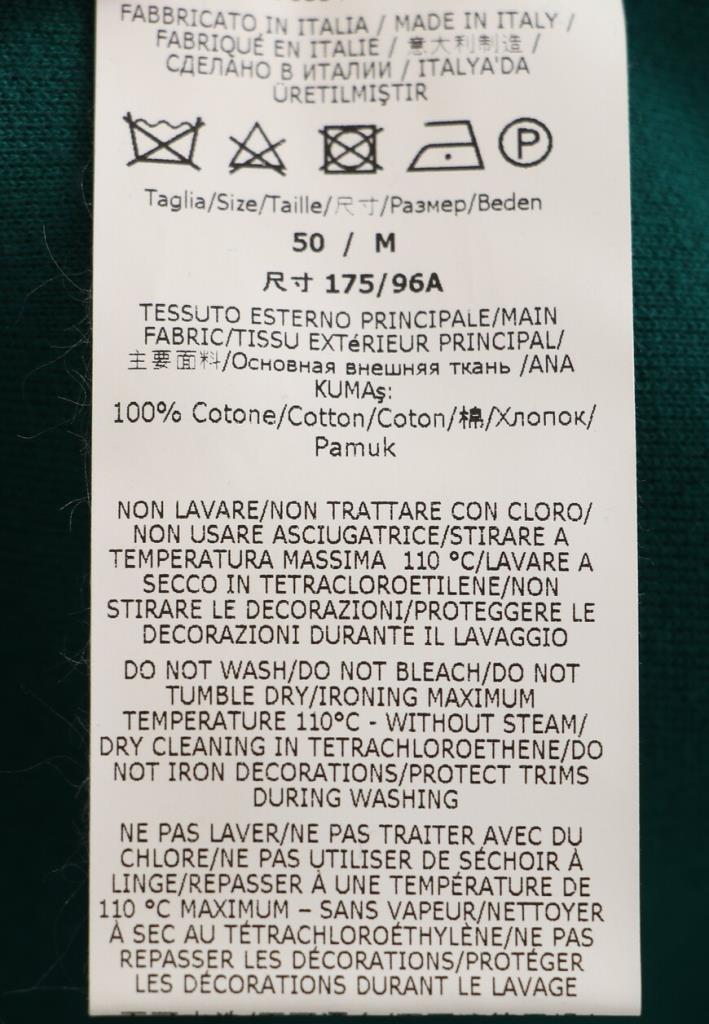 FABBRICATO IN ITALIA / MADE IN ITALY /
FABRIQUÉ EN ITALIE / 意大利制造 /
СДЕЛАНО В ИТАЛИИ / ITALYA'DA
ÜRETILMIŞTIR
P
Taglia/Size/Taille/尺寸/Размер/Beden
50 / M
尺寸 175/96A
TESSUTO ESTERNO PRINCIPALE/MAIN
FABRIC/TISSU EXTéRIEUR PRINCIPAL/
主要面料/Основная внешняя ткань /ANA
KUMAş:
100% Cotone/Cotton/Coton/棉/Хлопок/
Pamuk
NON LAVARE/NON TRATTARE CON CLORO/
NON USARE ASCIUGATRICE/STIRARE A
TEMPERATURA MASSIMA 110 °C/LAVARE A
SECCO IN TETRACLOROETILENE/NON
STIRARE LE DECORAZIONI/PROTEGGERE LE
DECORAZIONI DURANTE IL LAVAGGIO
DO NOT WASH/DO NOT BLEACH/DO NOT
TUMBLE DRY/IRONING MAXIMUM
TEMPERATURE 110°C - WITHOUT STEAM/
DRY CLEANING IN TETRACHLOROETHENE/DO
NOT IRON DECORATIONS/PROTECT TRIMS
DURING WASHING
NE PAS LAVER/NE PAS TRAITER AVEC DU
CHLORE/NE PAS UTILISER DE SÉCHOIR À
LINGE/REPASSER À UNE TEMPÉRATURE DE
110 °C MAXIMUM – SANS VAPEUR/NETTOYER
À SEC AU TÉTRACHLOROÉTHYLÈNE/NE PAS
REPASSER LES DÉCORATIONS/PROTÉGER
LES DÉCORATIONS DURANT LE LAVAGE